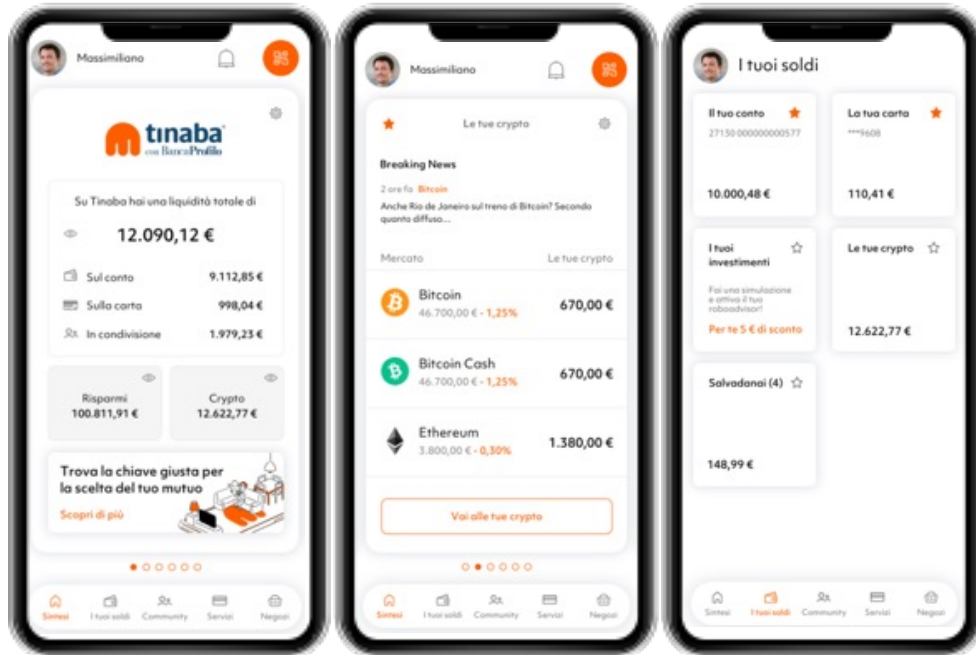 Massimiliano
tinaba
con BancaProfilo
Su Tinaba hai una liquidità totale di
12.090,12 €
Sul conto 9.112,85 €
Sulla carta 998,04 €
In condivisione 1.979,23 €
Risparmi
100.811,91 €
Crypto
12.622,77 €
Trova la chiave giusta per
la scelta del tuo mutuo
Scopri di più
Sintesi I tuoi soldi Community Servizi Negozi
Massimiliano
Le tue crypto
Breaking News
2 ore fa Bitcoin
Anche Rio de Janeiro sul treno di Bitcoin? Secondo
quanto diffuso...
Mercato Le tue crypto
Bitcoin
46.700,00 € - 1,25% 670,00 €
Bitcoin Cash
46.700,00 € - 1,25% 670,00 €
Ethereum
3.800,00 € - 0,30% 1.380,00 €
Vai alle tue crypto
Sintesi I tuoi soldi Community Servizi Negozi
I tuoi soldi
Il tuo conto
27130 000000000577
10.000,48 €
La tua carta
***9608
110,41 €
I tuoi
investimenti
Fai una simulazione
e attiva il tuo
roboadvisor!
Per te 5 € di sconto
Le tue crypto
12.622,77 €
Salvadanai (4)
148,99 €
Sintesi I tuoi soldi Community Servizi Negozi